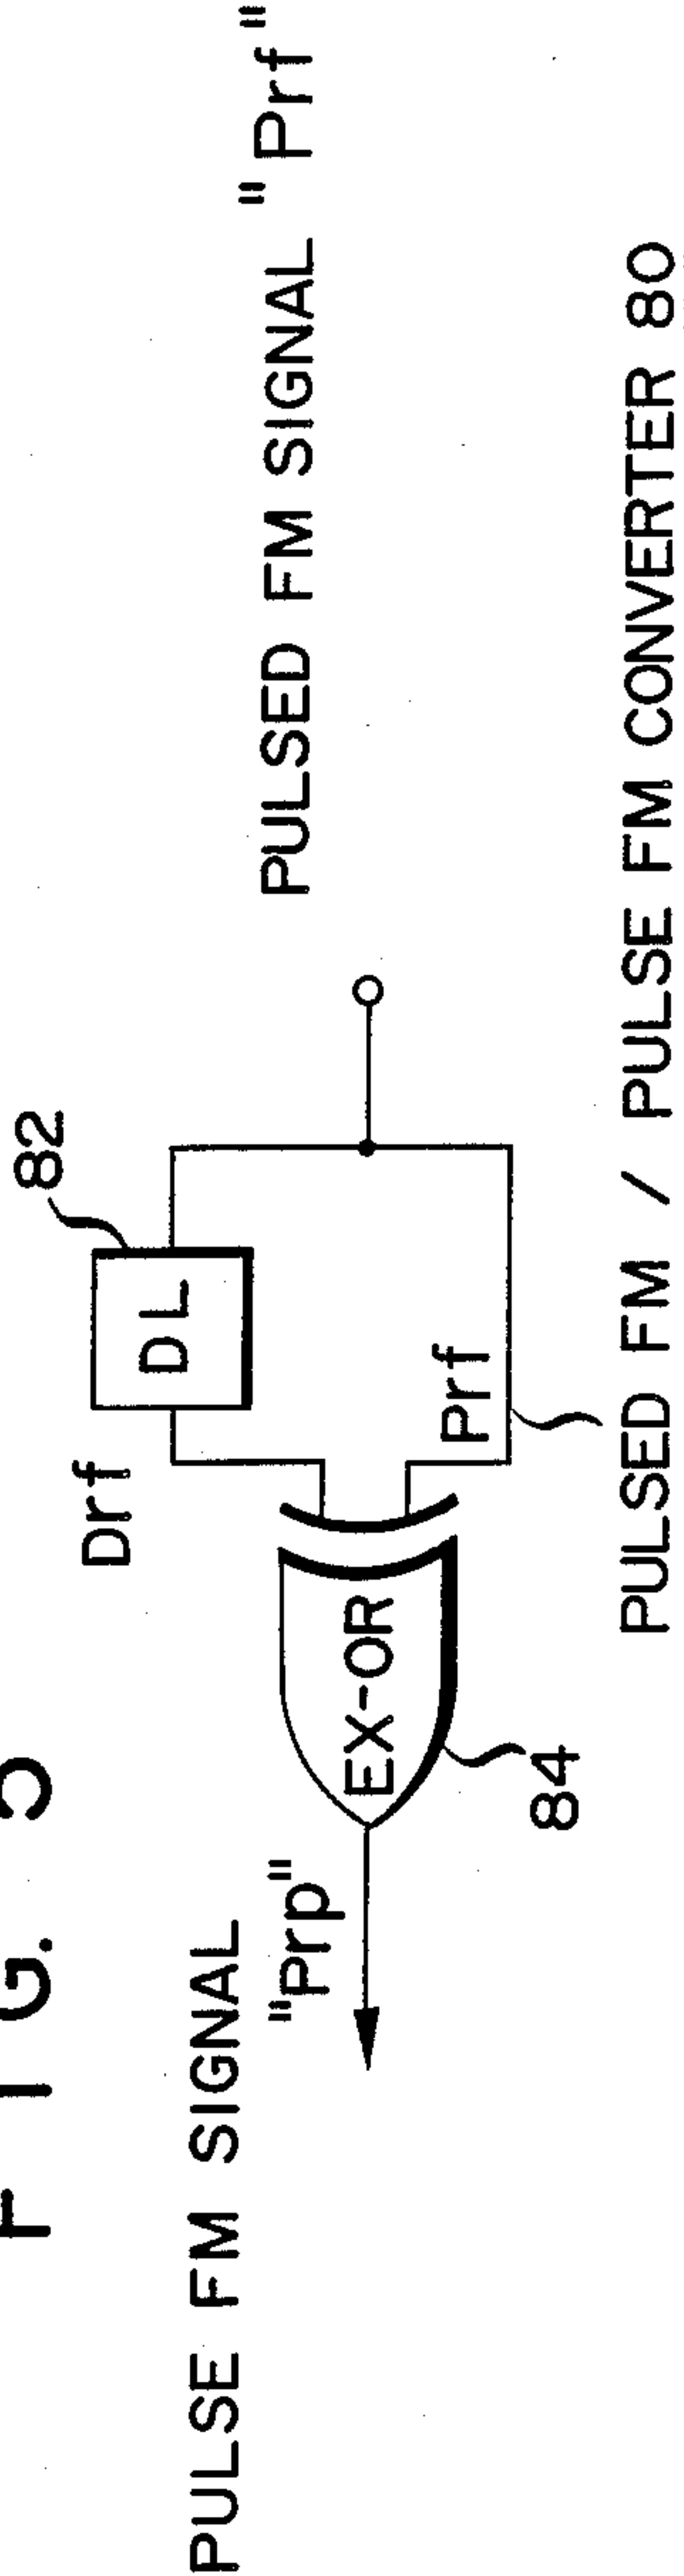 FIG. 5
PULSE FM SIGNAL
"Prp"
EX-OR
84
Drf
DL
82
Prf
PULSED FM SIGNAL "Prf"
PULSED FM / PULSE FM CONVERTER 80